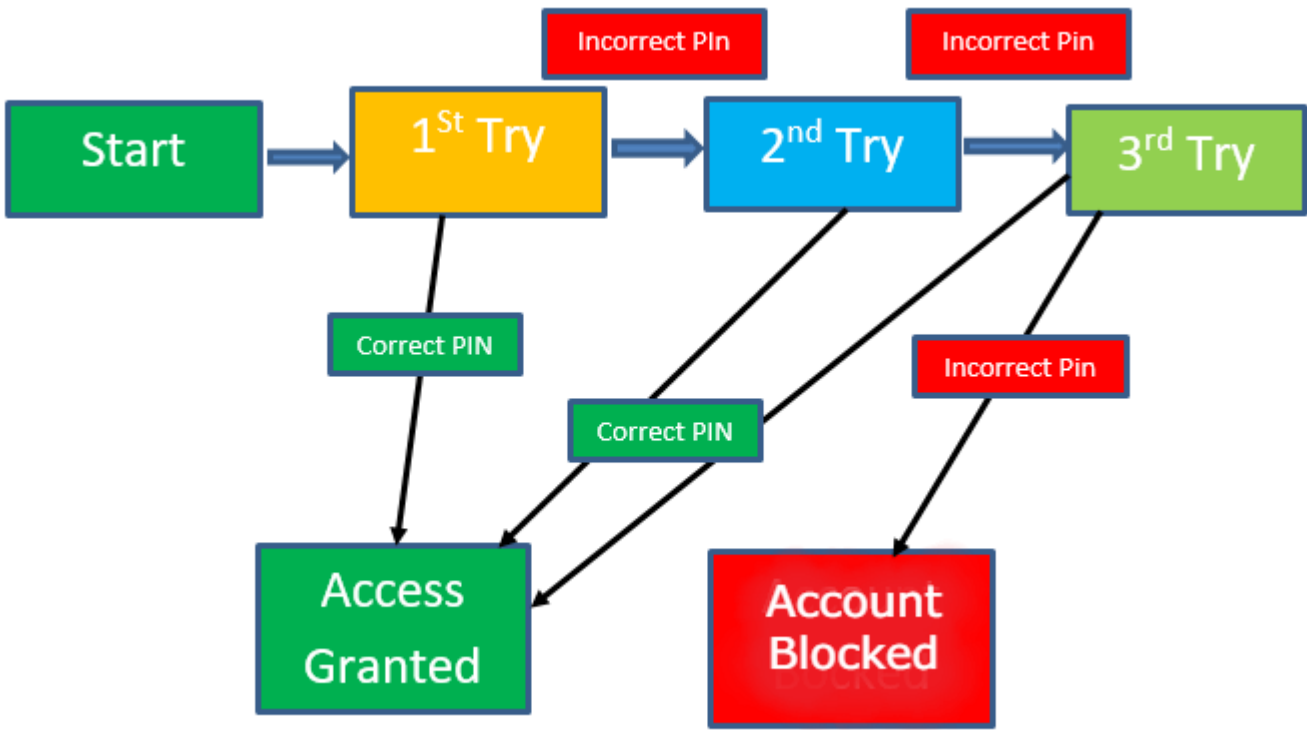 Incorrect PIn
Incorrect Pin
Start
1St Try
2nd Try
3rd Try
Correct PIN
Incorrect Pin
Correct PIN
Access
Granted
Account
Blocked